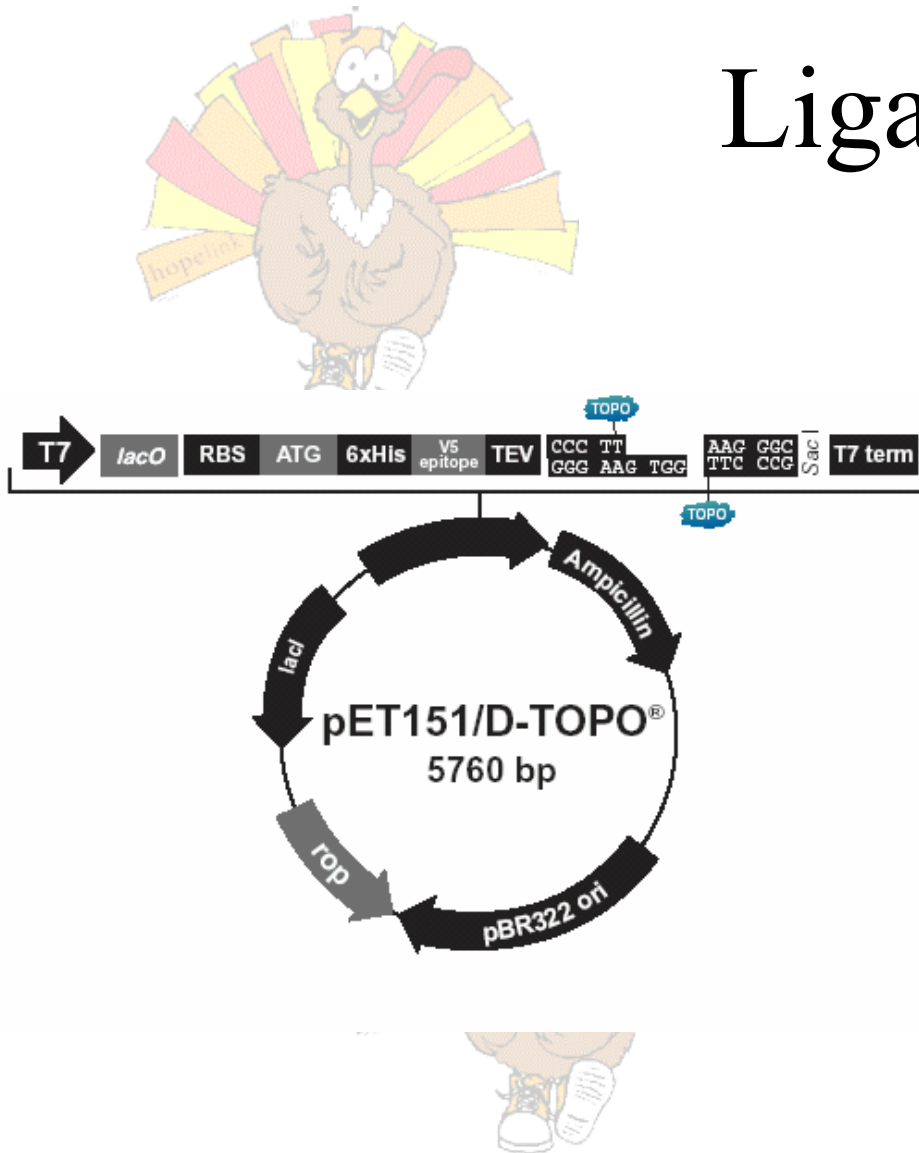 Liga
hopelink
TOPO
T7 lacO RBS ATG 6xHis V5 epitope TEV CCC TT AAG GGC SacI T7 term
GGG AAG TGG TTC CCG
TOPO
Ampicillin
lacI
pET151/D-TOPO®
5760 bp
rop
pBR322 ori